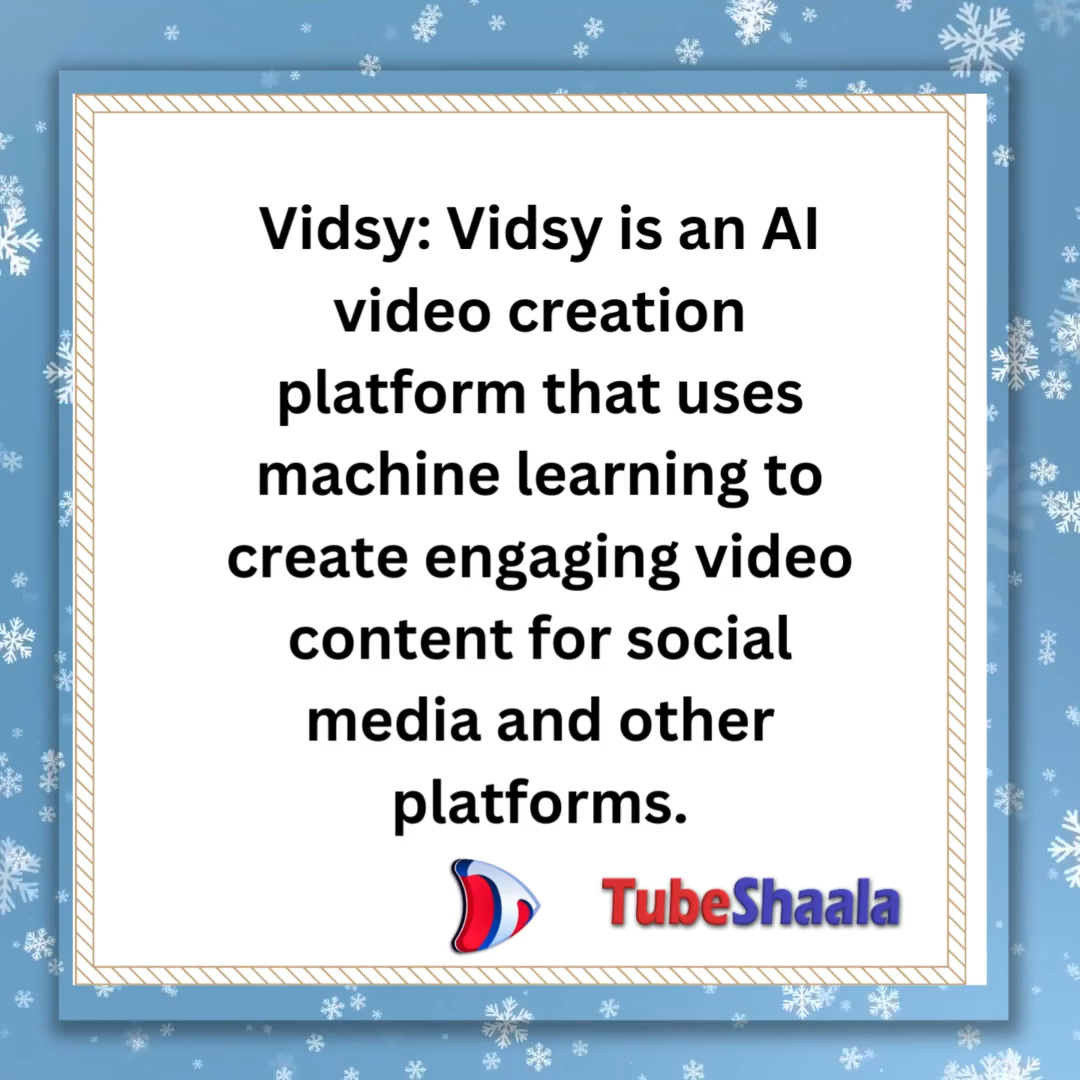 Vidsy: Vidsy is an AI
video creation
platform that uses
machine learning to
create engaging video
content for social
media and other
platforms.
TubeShaala